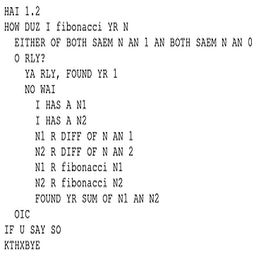 HAI 1.2
HOW DUZ I fibonacci YR N
EITHER OF BOTH SAEM N AN 1 AN BOTH SAEM N AN 0
O RLY?
YA RLY, FOUND YR 1
NO WAI
I HAS A N1
I HAS A N2
N1 R DIFF OF N AN 1
N2 R DIFF OF N AN 2
N1 R fibonacci N1
N2 R fibonacci N2
FOUND YR SUM OF N1 AN N2
OIC
IF U SAY SO
KTHXBYE